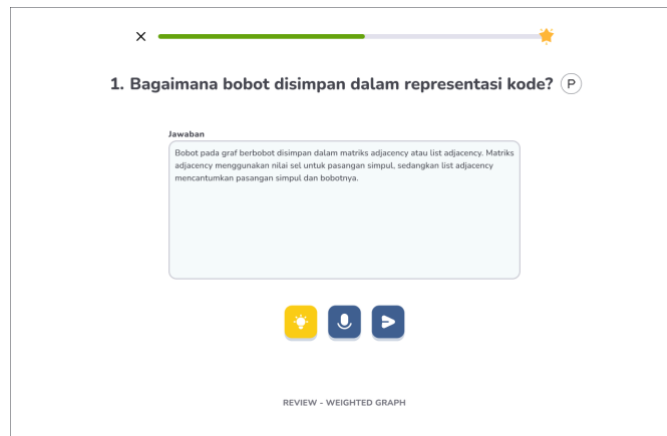 1. Bagaimana bobot disimpan dalam representasi kode? P
Jawaban
Bobot pada graf berbobot disimpan dalam matriks adjacency atau list adjacency. Matriks
adjacency menggunakan nilai sel untuk pasangan simpul, sedangkan list adjacency
mencantumkan pasangan simpul dan bobotnya.
REVIEW - WEIGHTED GRAPH